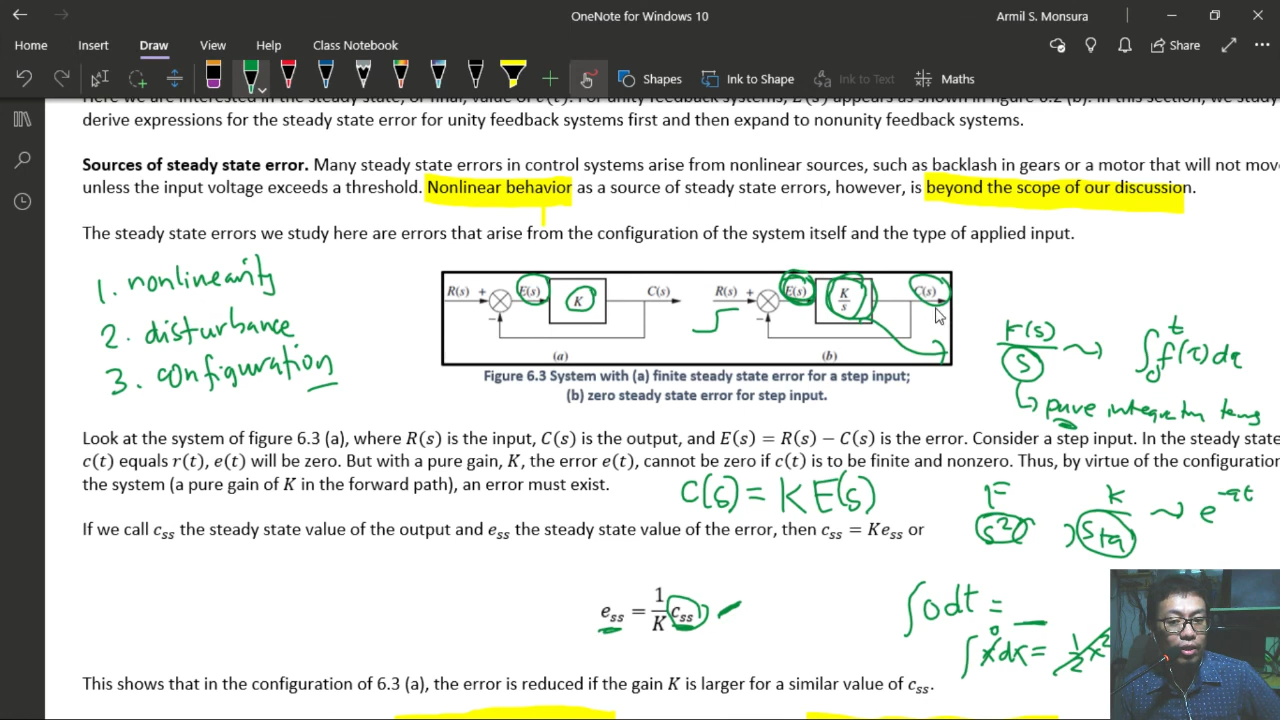 OneNote for Windows 10
Armil S. Monsura
Home Insert Draw View Help Class Notebook
Share
Shapes
Ink to Shape
Ink to Text
Maths
derive expressions for the steady state error for unity feedback systems first and then expand to nonunity feedback systems.
Sources of steady state error. Many steady state errors in control systems arise from nonlinear sources, such as backlash in gears or a motor that will not move
unless the input voltage exceeds a threshold. Nonlinear behavior as a source of steady state errors, however, is beyond the scope of our discussion.
The steady state errors we study here are errors that arise from the configuration of the system itself and the type of applied input.
1. nonlinearity
2. disturbance
3. configuration
R(s) + − E(s) K C(s)
(a)
R(s) + − E(s) K/s C(s)
(b)
Figure 6.3 System with (a) finite steady state error for a step input;
(b) zero steady state error for step input.
∫₀ᵗ f(τ)dτ
pure integrator term
Look at the system of figure 6.3 (a), where R(s) is the input, C(s) is the output, and E(s) = R(s) − C(s) is the error. Consider a step input. In the steady state
c(t) equals r(t), e(t) will be zero. But with a pure gain, K, the error e(t), cannot be zero if c(t) is to be finite and nonzero. Thus, by virtue of the configuration
the system (a pure gain of K in the forward path), an error must exist.
C(s) = K E(s)
k/(s+a) e^-at
If we call c_ss the steady state value of the output and e_ss the steady state value of the error, then c_ss = Ke_ss or
e_ss = 1/K c_ss
∫0dt =
This shows that in the configuration of 6.3 (a), the error is reduced if the gain K is larger for a similar value of c_ss.